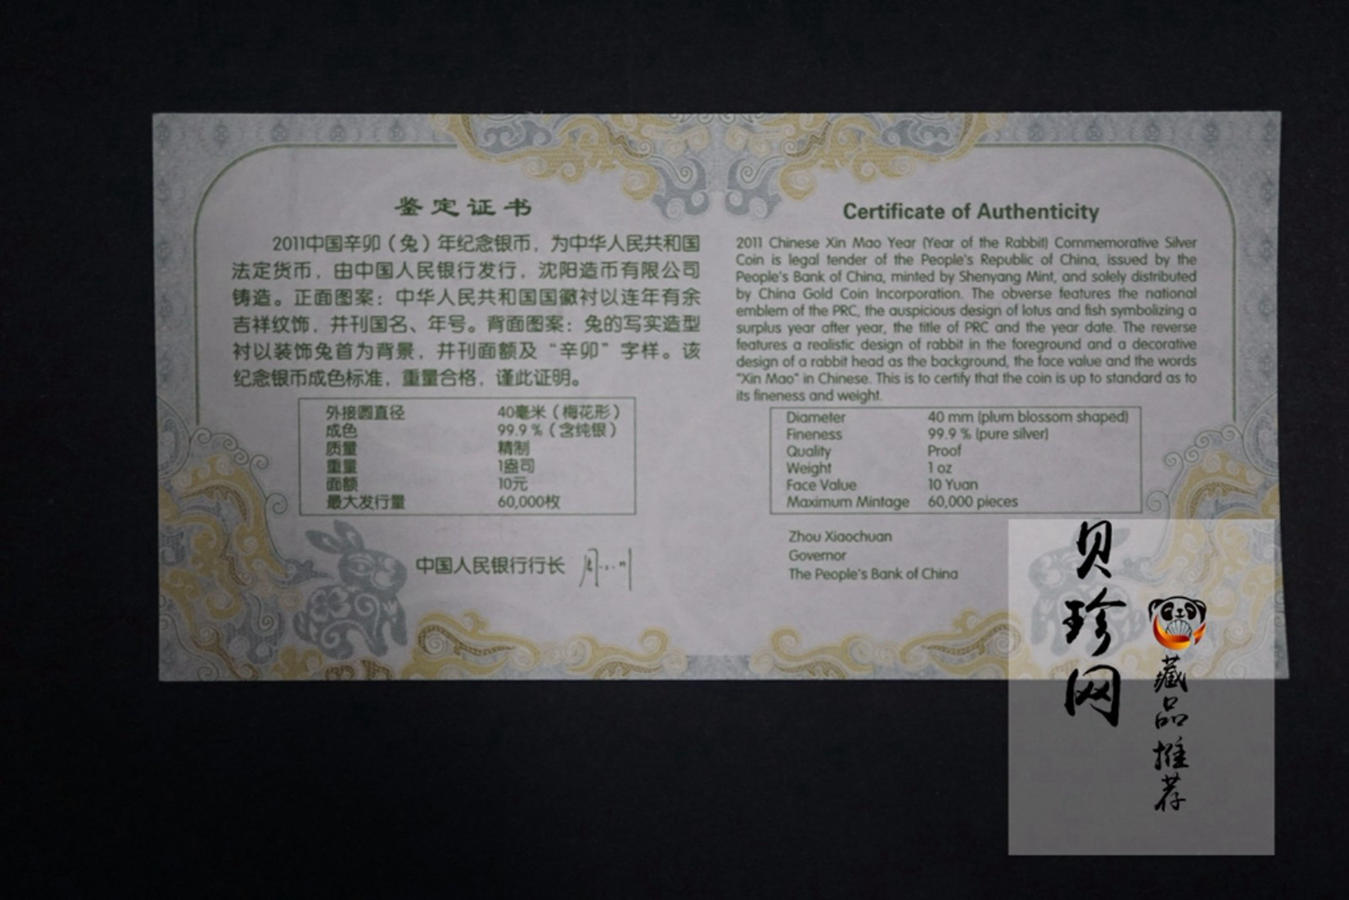 鉴定证书
2011中国辛卯（兔）年纪念银币，为中华人民共和国
法定货币，由中国人民银行发行，沈阳造币有限公司
铸造。正面图案：中华人民共和国国徽衬以连年有余
吉祥纹饰，并刊国名、年号。背面图案：兔的写实造型
衬以装饰兔首为背景，并刊面额及“辛卯”字样。该
纪念银币成色标准，重量合格，谨此证明。
外接圆直径 40毫米（梅花形）
成色 99.9％（含纯银）
质量 精制
重量 1盎司
面额 10元
最大发行量 60,000枚
中国人民银行行长
Certificate of Authenticity
2011 Chinese Xin Mao Year (Year of the Rabbit) Commemorative Silver
Coin is legal tender of the People's Republic of China, issued by the
People's Bank of China, minted by Shenyang Mint, and solely distributed
by China Gold Coin Incorporation. The obverse features the national
emblem of the PRC, the auspicious design of lotus and fish symbolizing a
surplus year after year, the title of PRC and the year date. The reverse
features a realistic design of rabbit in the foreground and a decorative
design of a rabbit head as the background, the face value and the words
"Xin Mao" in Chinese. This is to certify that the coin is up to standard as to
its fineness and weight.
Diameter 40 mm (plum blossom shaped)
Fineness 99.9 % (pure silver)
Quality Proof
Weight 1 oz
Face Value 10 Yuan
Maximum Mintage 60,000 pieces
Zhou Xiaochuan
Governor
The People's Bank of China
贝珍网
藏品推荐